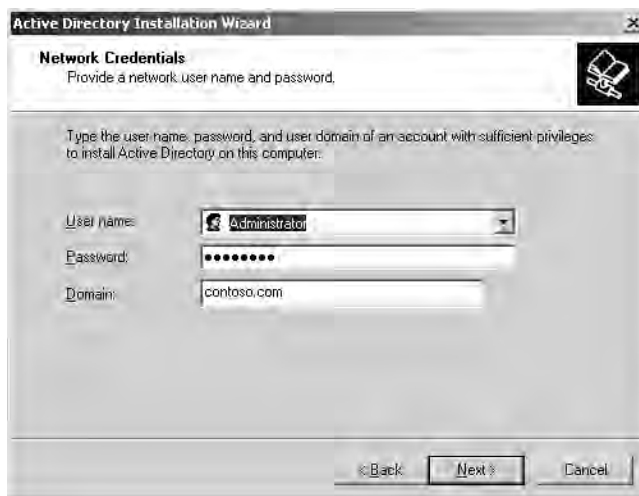 Active Directory Installation Wizard
Network Credentials
Provide a network user name and password.
Type the user name, password, and user domain of an account with sufficient privileges
to install Active Directory on this computer.
User name: Administrator
Password: ●●●●●●●●
Domain: contoso.com
< Back Next > Cancel